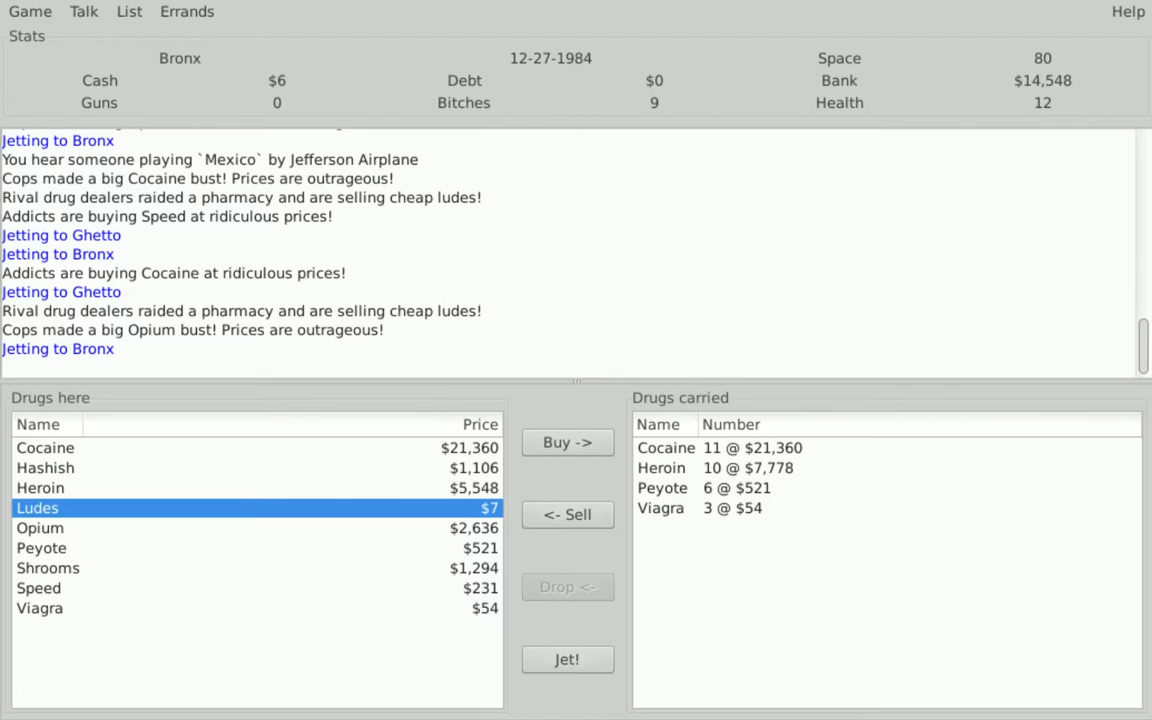 Game Talk List Errands Help
Stats
Bronx 12-27-1984 Space 80
Cash $6 Debt $0 Bank $14,548
Guns 0 Bitches 9 Health 12
Jetting to Bronx
You hear someone playing `Mexico` by Jefferson Airplane
Cops made a big Cocaine bust! Prices are outrageous!
Rival drug dealers raided a pharmacy and are selling cheap ludes!
Addicts are buying Speed at ridiculous prices!
Jetting to Ghetto
Jetting to Bronx
Addicts are buying Cocaine at ridiculous prices!
Jetting to Ghetto
Rival drug dealers raided a pharmacy and are selling cheap ludes!
Cops made a big Opium bust! Prices are outrageous!
Jetting to Bronx
Drugs here
Name Price
Cocaine $21,360
Hashish $1,106
Heroin $5,548
Ludes $7
Opium $2,636
Peyote $521
Shrooms $1,294
Speed $231
Viagra $54
Buy ->
<- Sell
Drop <-
Jet!
Drugs carried
Name Number
Cocaine 11 @ $21,360
Heroin 10 @ $7,778
Peyote 6 @ $521
Viagra 3 @ $54